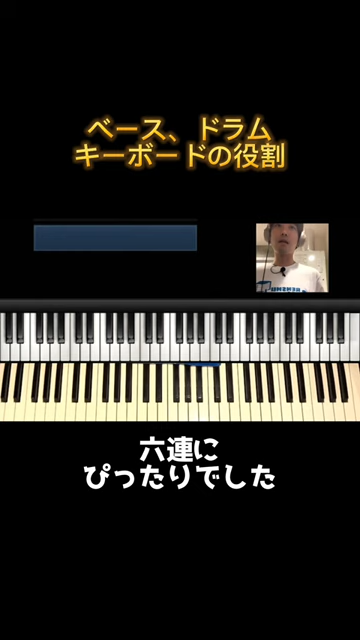 ベース、ドラム
キーボードの役割
六連に
ぴったりでした